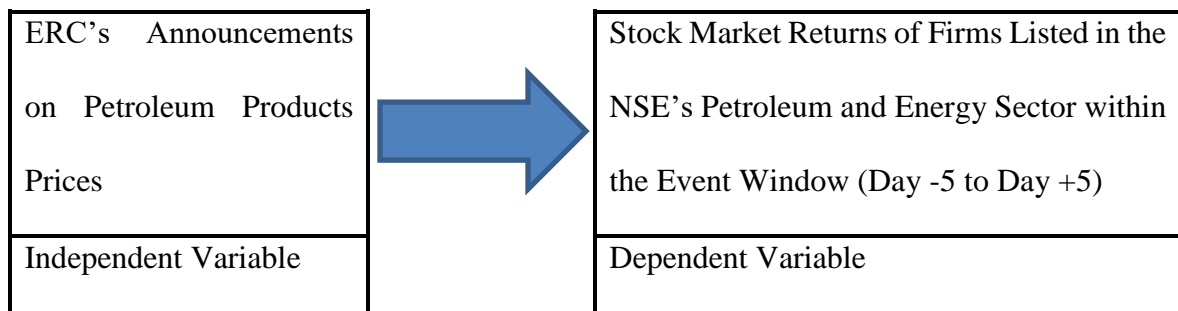 ERC's Announcements
on Petroleum Products
Prices
Independent Variable
Stock Market Returns of Firms Listed in the
NSE's Petroleum and Energy Sector within
the Event Window (Day -5 to Day +5)
Dependent Variable